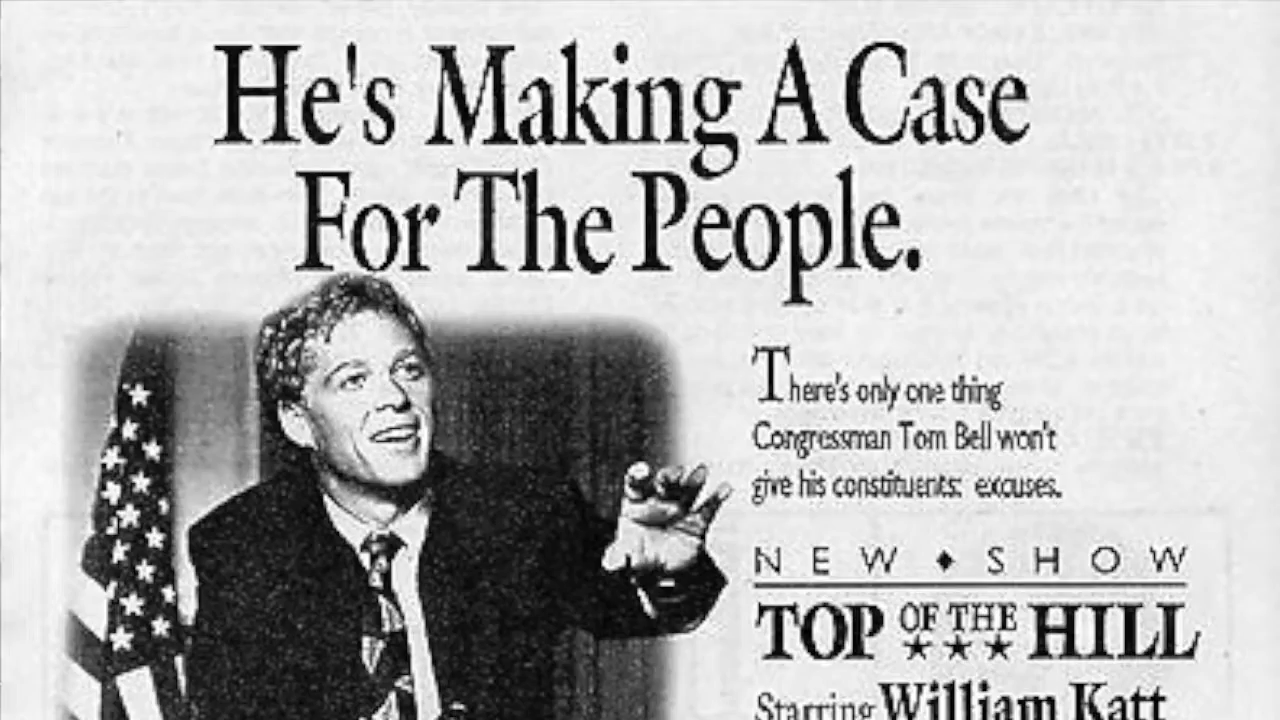 He's Making A Case
For The People.
There's only one thing
Congressman Tom Bell won't
give his constituents: excuses.
NEW ♦ SHOW
TOP OF THE HILL
Starring William Katt